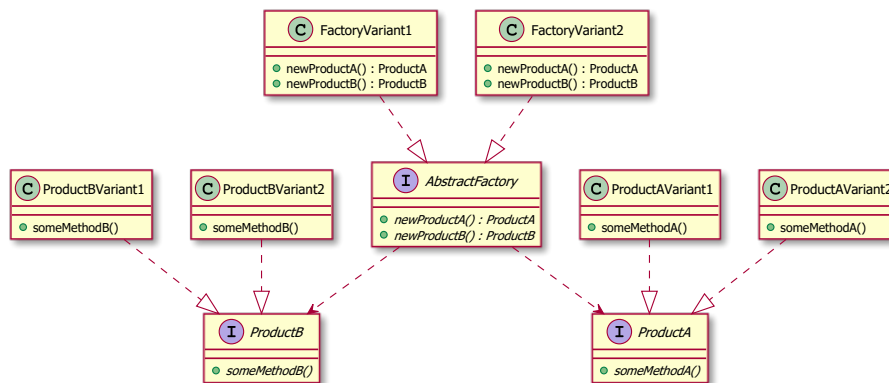 C FactoryVariant1
newProductA() : ProductA
newProductB() : ProductB
C FactoryVariant2
newProductA() : ProductA
newProductB() : ProductB
C ProductBVariant1
someMethodB()
C ProductBVariant2
someMethodB()
I AbstractFactory
newProductA() : ProductA
newProductB() : ProductB
C ProductAVariant1
someMethodA()
C ProductAVariant2
someMethodA()
I ProductB
someMethodB()
I ProductA
someMethodA()